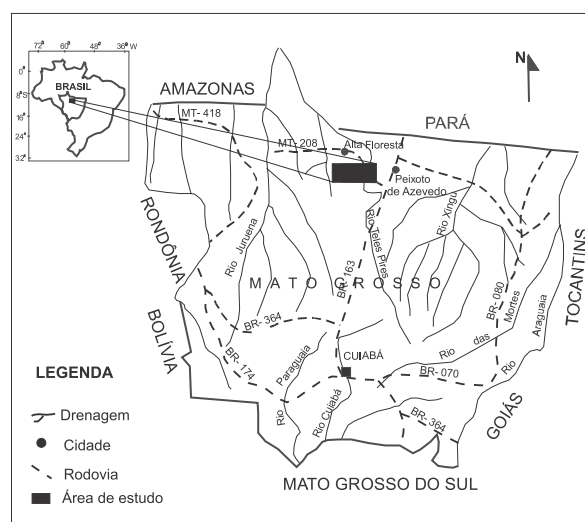 72° 60° 48° 36° W
0°
8°S
16°
24°
32°
BRASIL
N
AMAZONAS
PARÁ
MT- 418
MT- 208
Alta Floresta
Peixoto
de Azevedo
RONDÔNIA
Rio Juruena
Rio Teles Pires
Rio Xingú
MATO GROSSO
BR- 163
BR- 080
TOCANTINS
BOLÍVIA
BR- 364
BR- 174
Rio Paraguaia
Rio Cuiabá
CUIABÁ
Rio das Mortes
BR- 070
Rio Araguaia
BR- 364
GOIÁS
MATO GROSSO DO SUL
LEGENDA
Drenagem
Cidade
Rodovia
Área de estudo